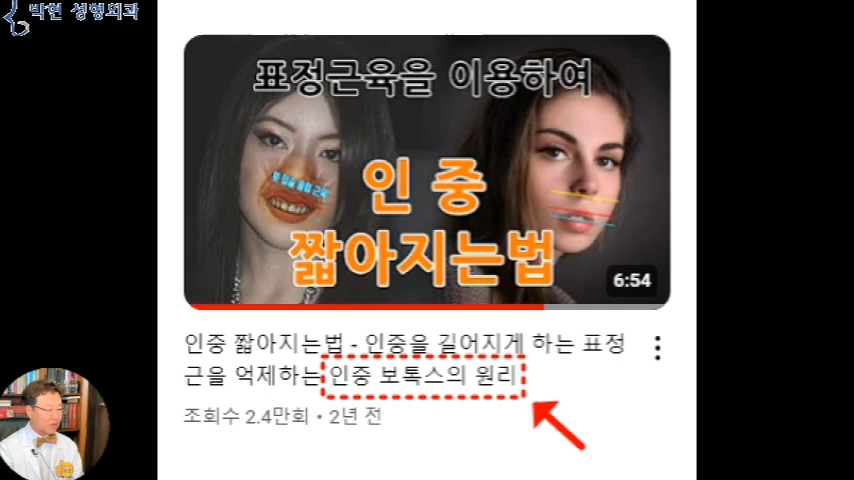 박현 성형외과
표정근육을 이용하여
인 중
짧아지는법
6:54
인중 짧아지는법 - 인중을 길어지게 하는 표정
근을 억제하는 인중 보톡스의 원리
조회수 2.4만회 • 2년 전